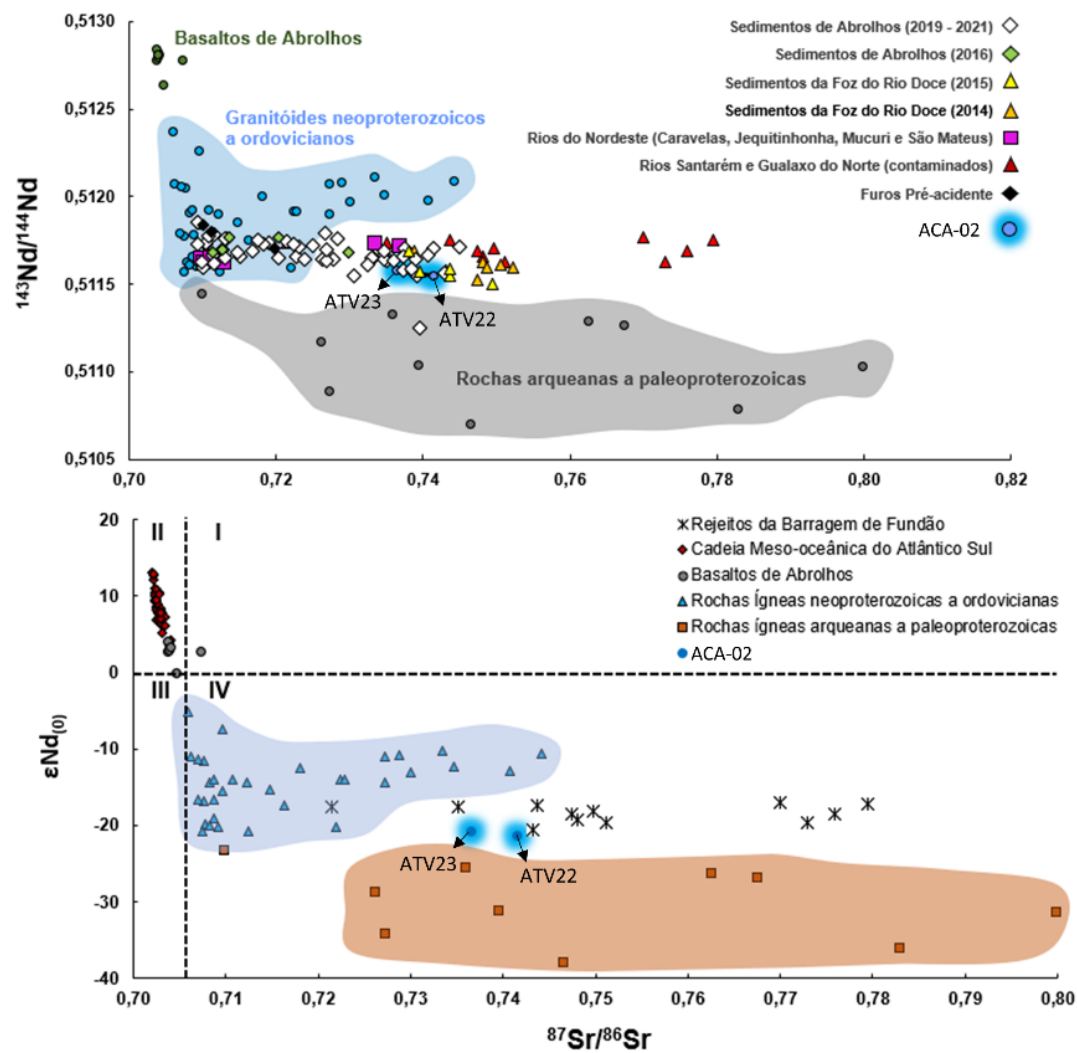 0,5130
0,5125
0,5120
0,5115
0,5110
0,5105
¹⁴³Nd/¹⁴⁴Nd
Basaltos de Abrolhos
Granitóides neoproterozoicos
a ordovicianos
Sedimentos de Abrolhos (2019 - 2021)
Sedimentos de Abrolhos (2016)
Sedimentos da Foz do Rio Doce (2015)
Sedimentos da Foz do Rio Doce (2014)
Rios do Nordeste (Caravelas, Jequitinhonha, Mucuri e São Mateus)
Rios Santarém e Gualaxo do Norte (contaminados)
Furos Pré-acidente
ACA-02
ATV23
ATV22
Rochas arqueanas a paleoproterozoicas
0,70 0,72 0,74 0,76 0,78 0,80 0,82
20
10
0
-10
-20
-30
-40
εNd(0)
II I
III IV
Rejeitos da Barragem de Fundão
Cadeia Meso-oceânica do Atlântico Sul
Basaltos de Abrolhos
Rochas Ígneas neoproterozoicas a ordovicianas
Rochas ígneas arqueanas a paleoproterozoicas
ACA-02
ATV23
ATV22
0,70 0,71 0,72 0,73 0,74 0,75 0,76 0,77 0,78 0,79 0,80
⁸⁷Sr/⁸⁶Sr